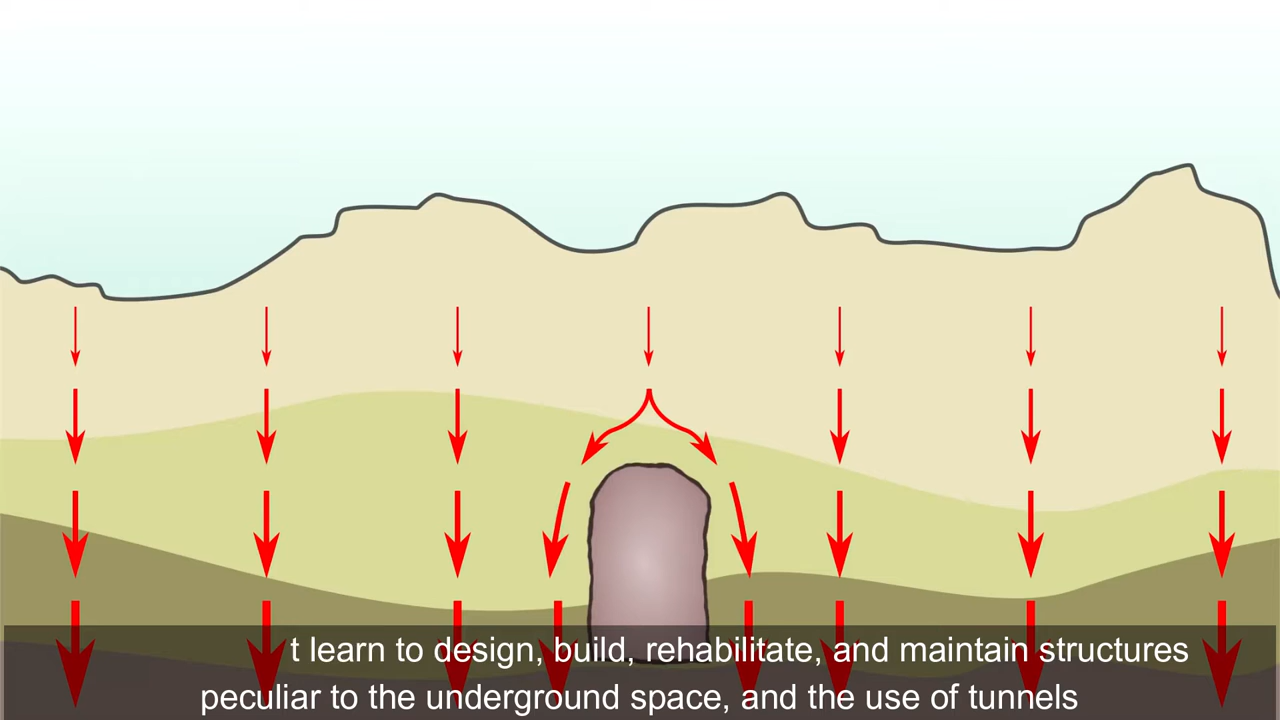 t learn to design, build, rehabilitate, and maintain structures
peculiar to the underground space, and the use of tunnels